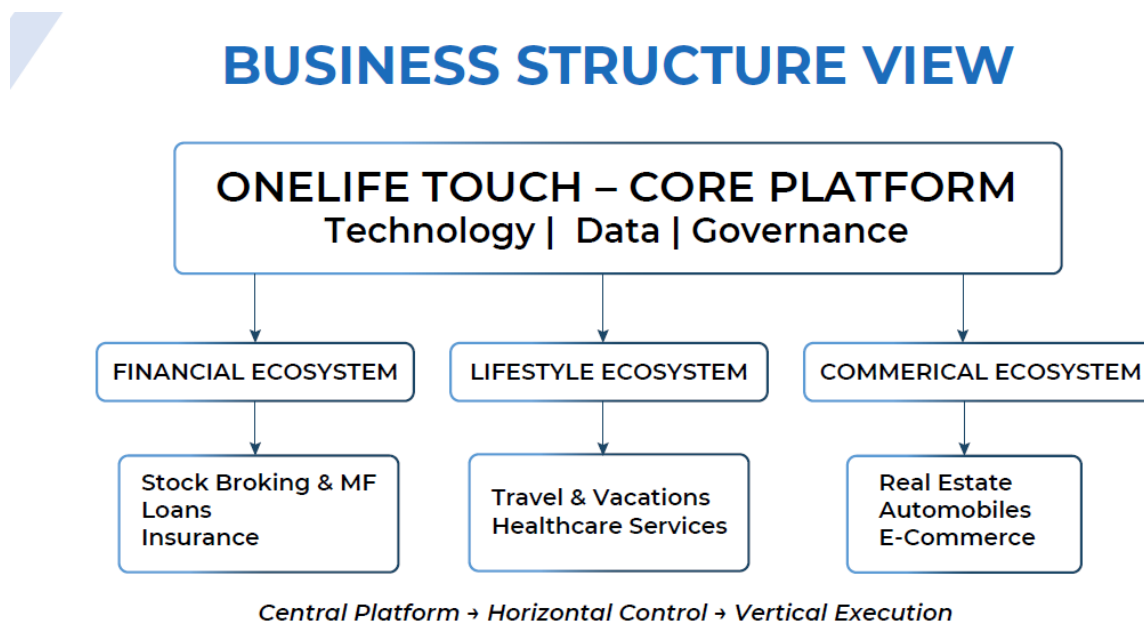 BUSINESS STRUCTURE VIEW
ONELIFE TOUCH – CORE PLATFORM
Technology | Data | Governance
FINANCIAL ECOSYSTEM
LIFESTYLE ECOSYSTEM
COMMERICAL ECOSYSTEM
Stock Broking & MF
Loans
Insurance
Travel & Vacations
Healthcare Services
Real Estate
Automobiles
E-Commerce
Central Platform → Horizontal Control → Vertical Execution